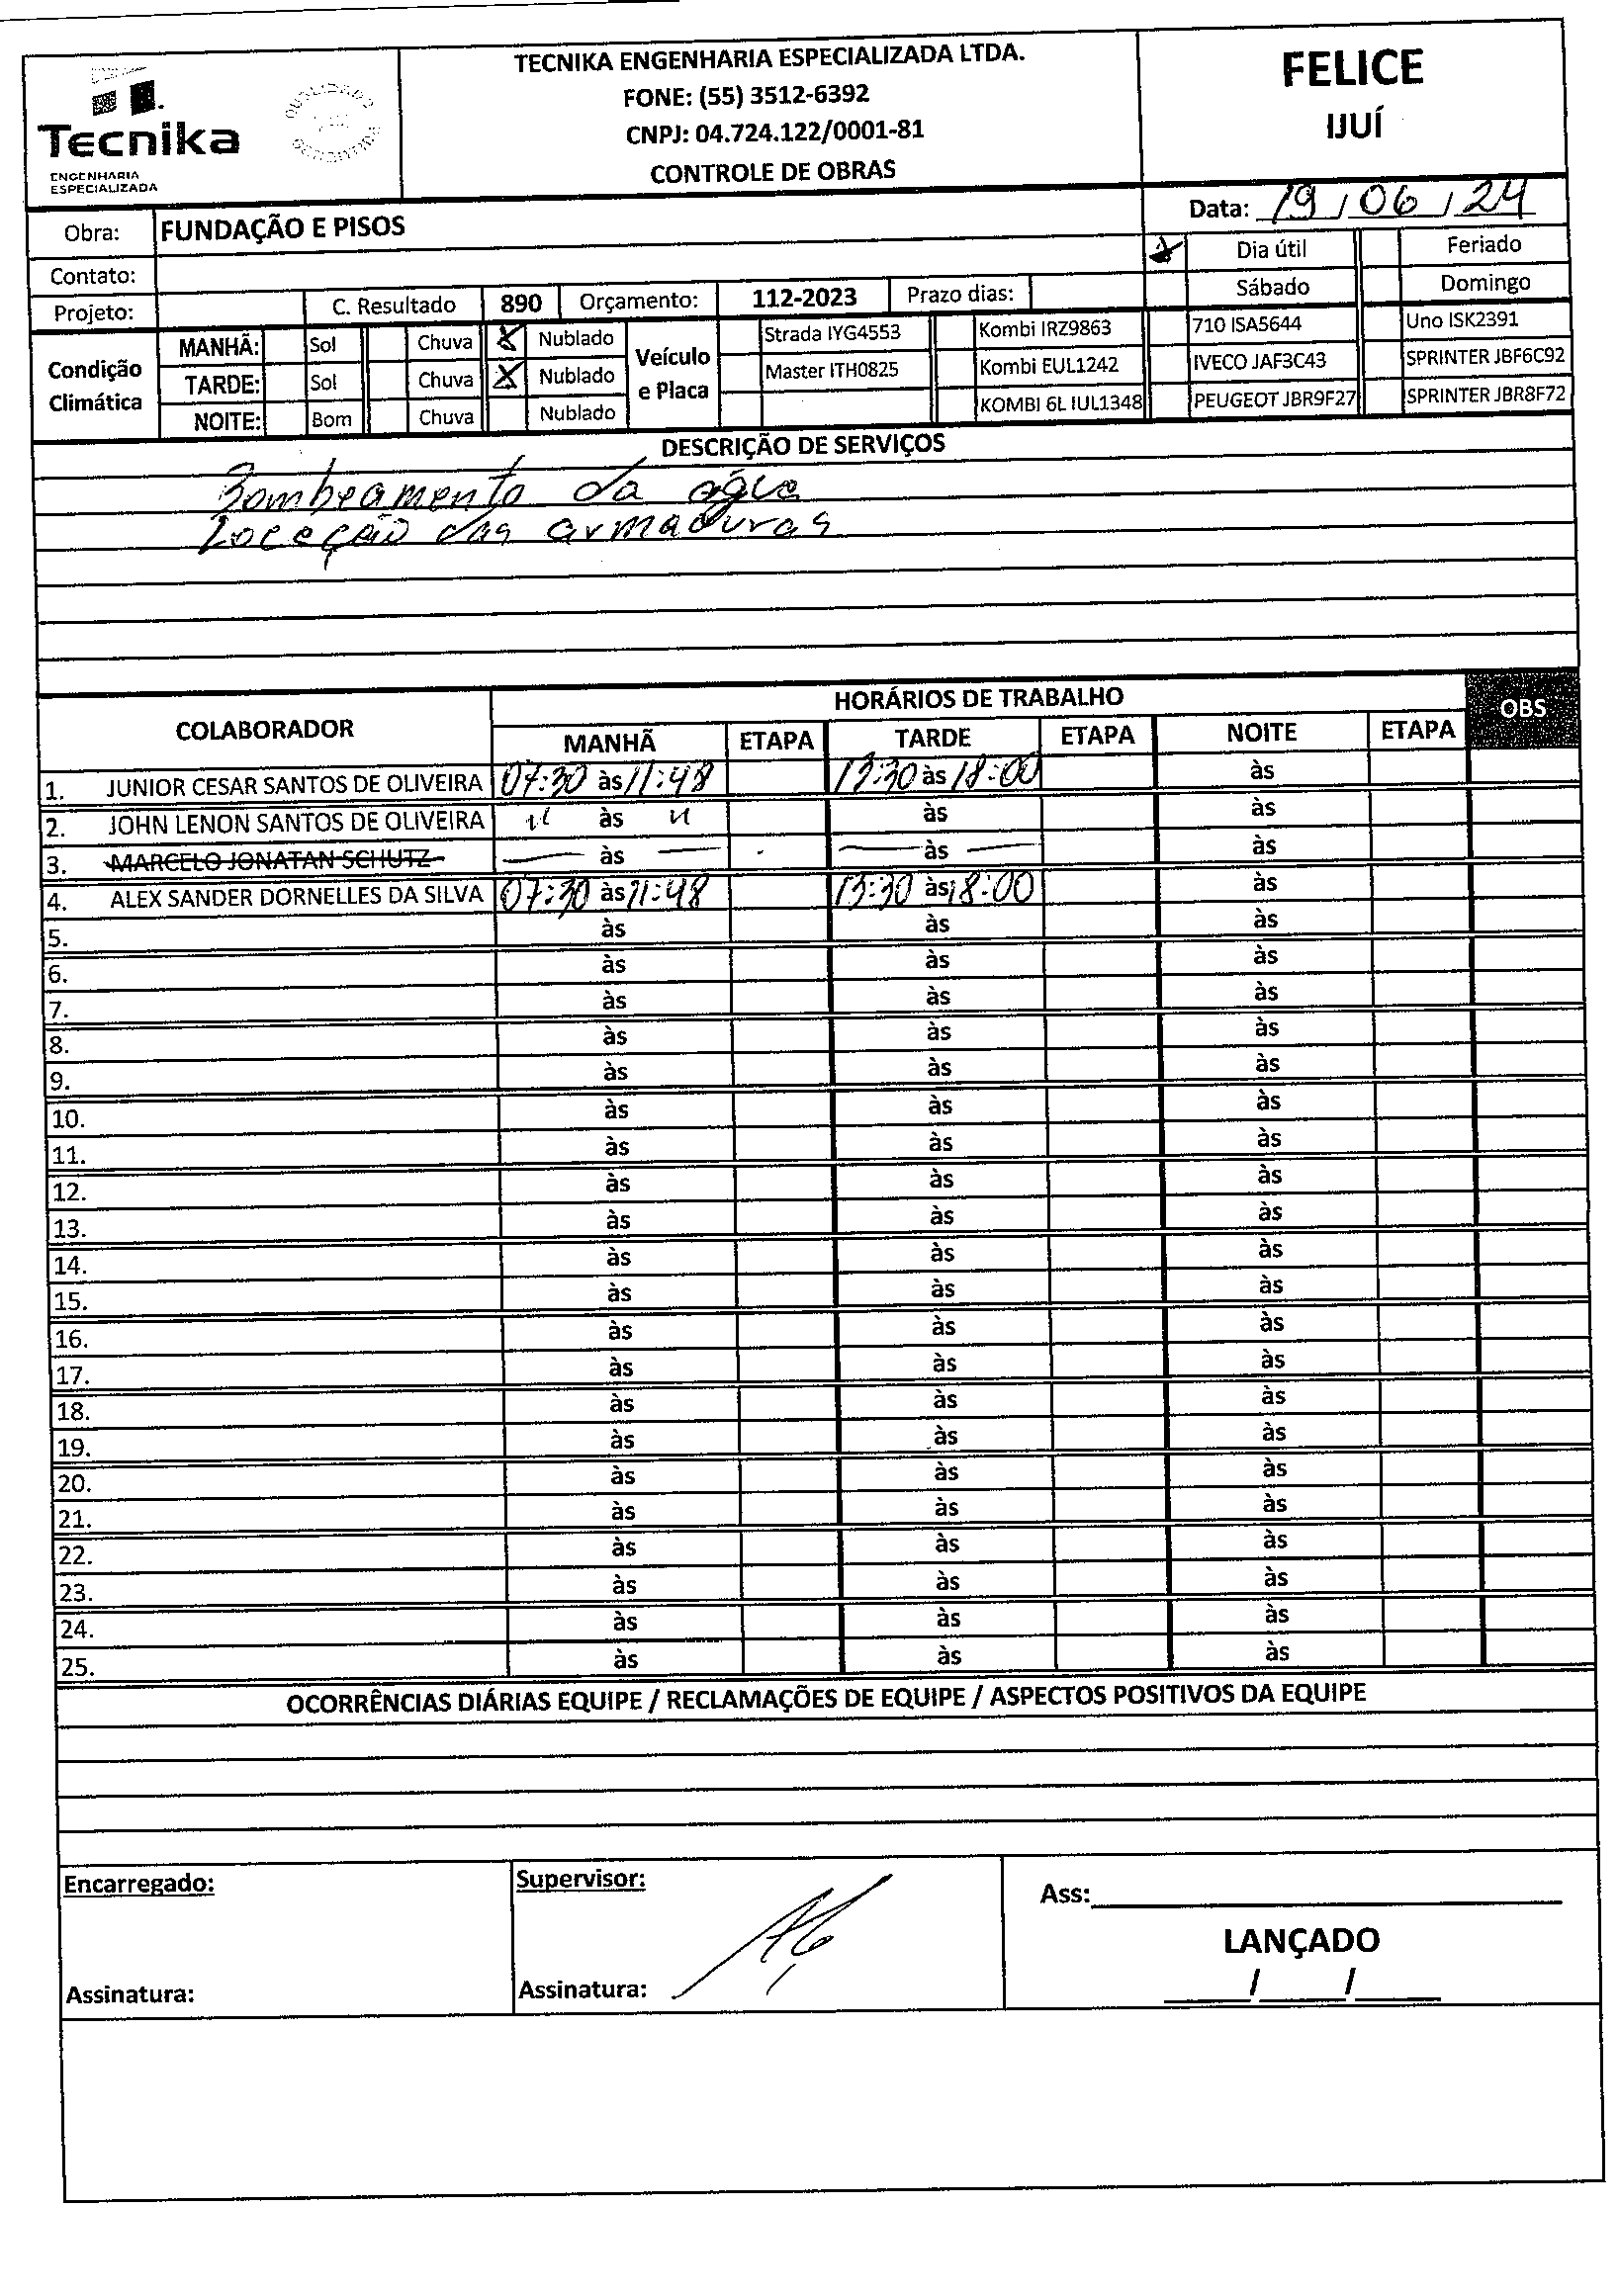 Tecnika
ENGENHARIA
ESPECIALIZADA
TECNIKA ENGENHARIA ESPECIALIZADA LTDA.
FONE: (55) 3512-6392
CNPJ: 04.724.122/0001-81
CONTROLE DE OBRAS
FELICE
IJUÍ
Data: 19/06/24
Obra: FUNDAÇÃO E PISOS
X Dia útil Feriado
Contato:
Sábado Domingo
Projeto: C. Resultado 890 Orçamento: 112-2023 Prazo dias:
Condição Climática
MANHÃ: Sol Chuva X Nublado
TARDE: Sol Chuva X Nublado
NOITE: Bom Chuva Nublado
Veículo e Placa
Strada IYG4553 Kombi IRZ9863 710 ISA5644 Uno ISK2391
Master ITH0825 Kombi EUL1242 IVECO JAF3C43 SPRINTER JBF6C92
KOMBI 6L IUL1348 PEUGEOT JBR9F27 SPRINTER JBR8F72
DESCRIÇÃO DE SERVIÇOS
Bombeamento da água
Locação das armaduras
COLABORADOR HORÁRIOS DE TRABALHO OBS
MANHÃ ETAPA TARDE ETAPA NOITE ETAPA
1. JUNIOR CESAR SANTOS DE OLIVEIRA 07:30 às 11:48 13:30 às 18:00 às
2. JOHN LENON SANTOS DE OLIVEIRA " às " às às
3. MARCELO JONATAN SCHUTZ — às — — às — às
4. ALEX SANDER DORNELLES DA SILVA 07:30 às 11:48 13:30 às 18:00 às
5. às às às
6. às às às
7. às às às
8. às às às
9. às às às
10. às às às
11. às às às
12. às às às
13. às às às
14. às às às
15. às às às
16. às às às
17. às às às
18. às às às
19. às às às
20. às às às
21. às às às
22. às às às
23. às às às
24. às às às
25. às às às
OCORRÊNCIAS DIÁRIAS EQUIPE / RECLAMAÇÕES DE EQUIPE / ASPECTOS POSITIVOS DA EQUIPE
Encarregado: Supervisor: Ass:
LANÇADO
Assinatura: Assinatura: / /